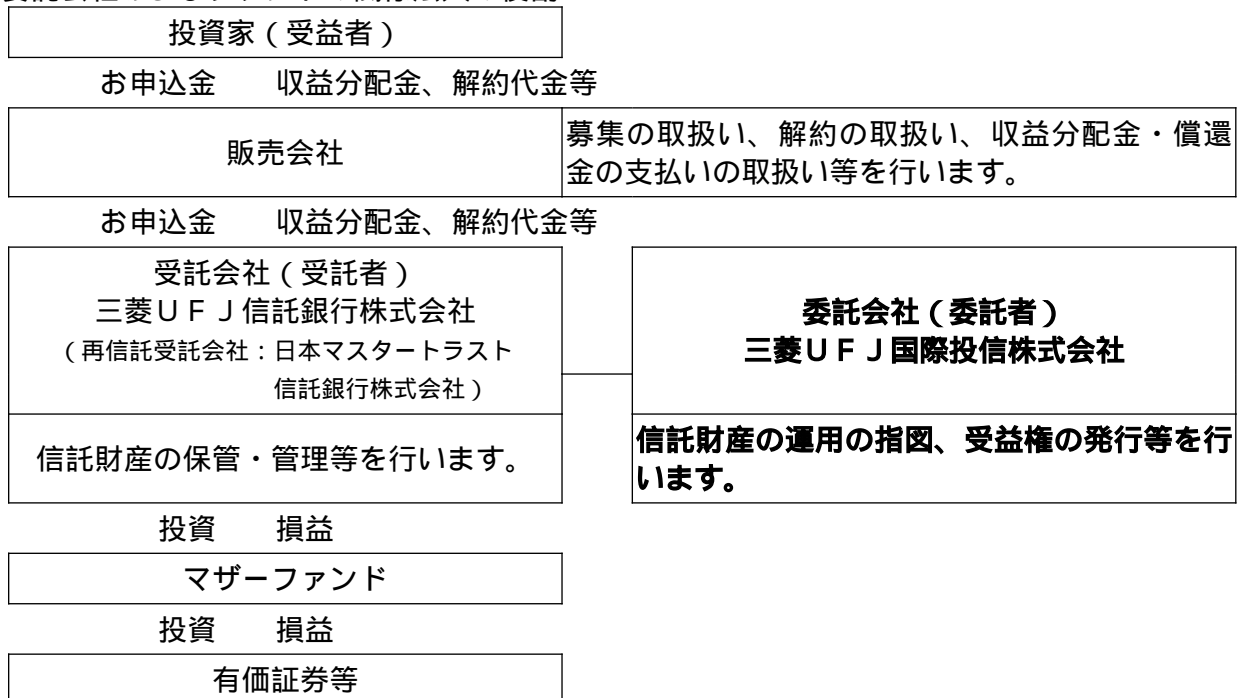 投資家（受益者）
お申込金　　収益分配金、解約代金等
販売会社
募集の取扱い、解約の取扱い、収益分配金・償還
金の支払いの取扱い等を行います。
お申込金　　収益分配金、解約代金等
受託会社（受託者）
三菱ＵＦＪ信託銀行株式会社
（再信託受託会社：日本マスタートラスト
信託銀行株式会社）
委託会社（委託者）
三菱ＵＦＪ国際投信株式会社
信託財産の保管・管理等を行います。
信託財産の運用の指図、受益権の発行等を行
います。
投資　　損益
マザーファンド
投資　　損益
有価証券等